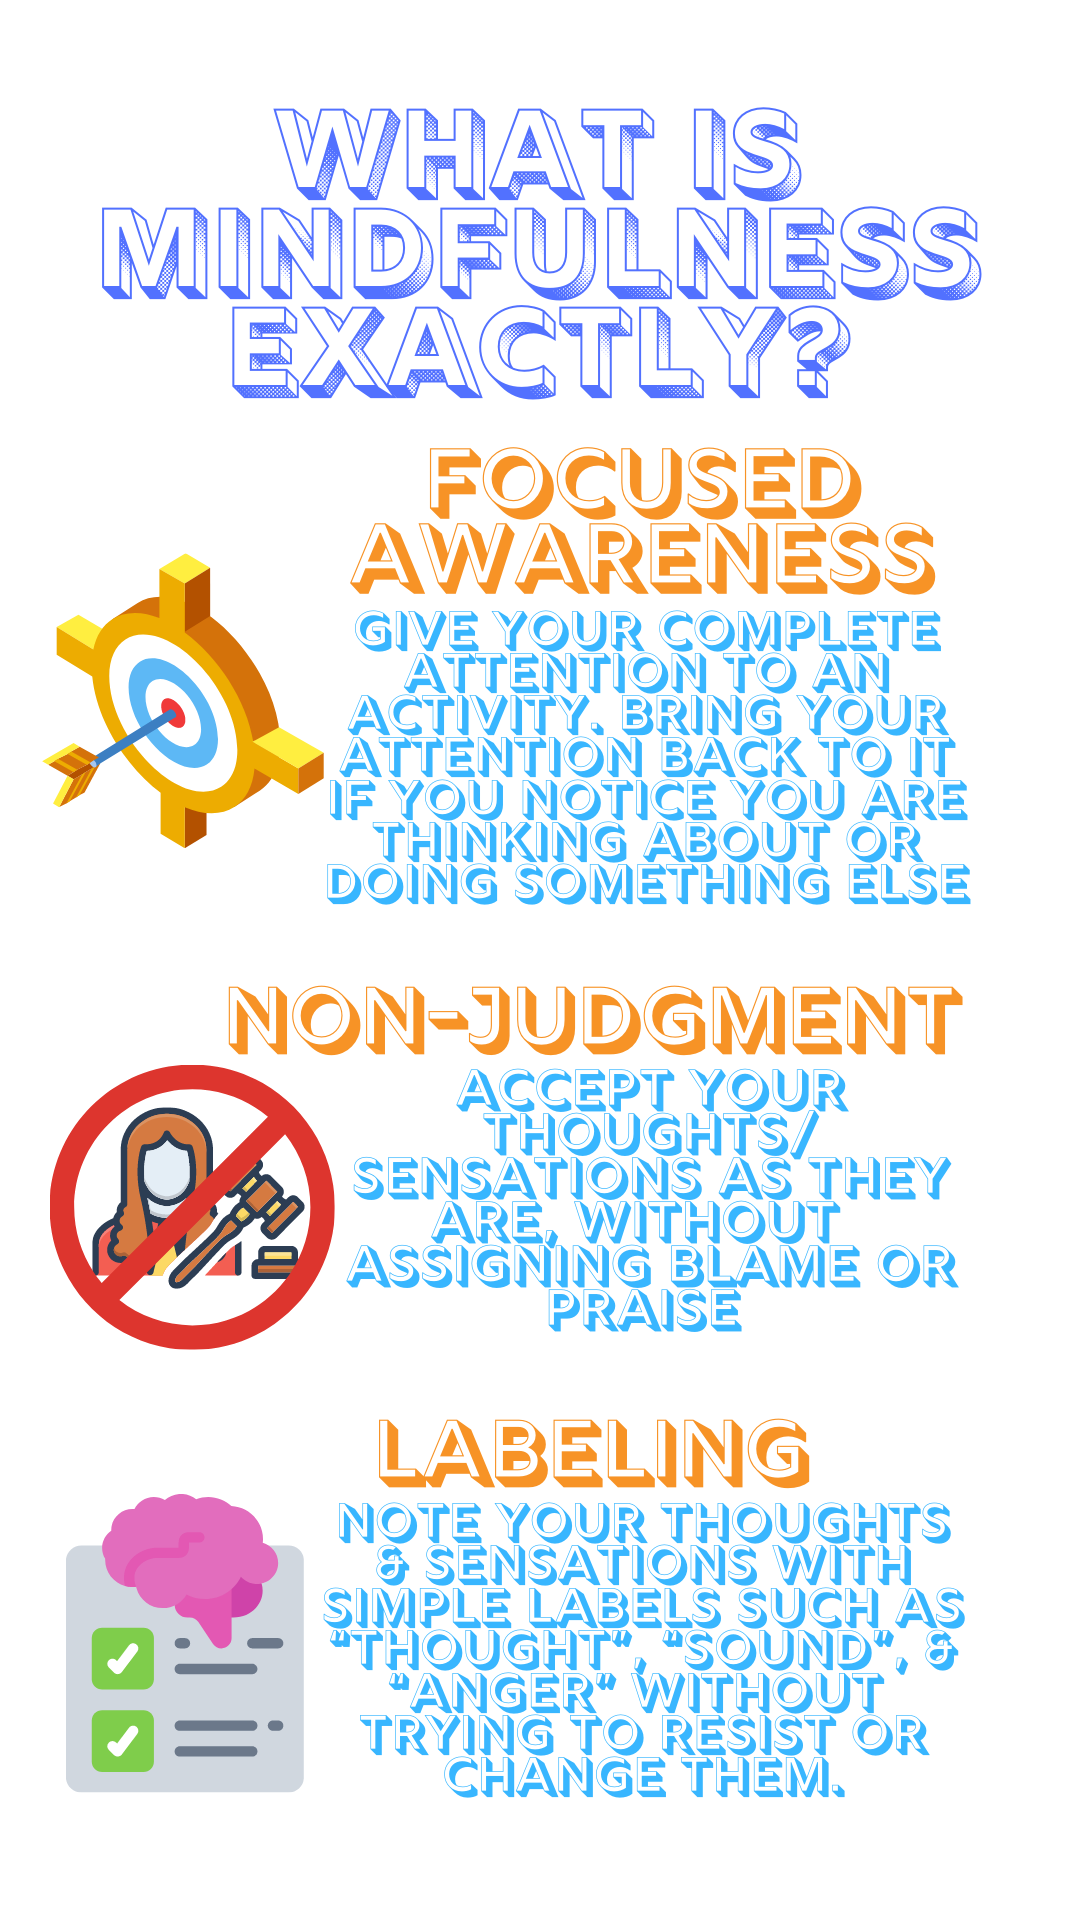 WHAT IS
MINDFULNESS
EXACTLY?
FOCUSED
AWARENESS
GIVE YOUR COMPLETE
ATTENTION TO AN
ACTIVITY. BRING YOUR
ATTENTION BACK TO IT
IF YOU NOTICE YOU ARE
THINKING ABOUT OR
DOING SOMETHING ELSE
NON-JUDGMENT
ACCEPT YOUR
THOUGHTS/
SENSATIONS AS THEY
ARE, WITHOUT
ASSIGNING BLAME OR
PRAISE
LABELING
NOTE YOUR THOUGHTS
& SENSATIONS WITH
SIMPLE LABELS SUCH AS
“THOUGHT”, “SOUND”, &
“ANGER” WITHOUT
TRYING TO RESIST OR
CHANGE THEM.